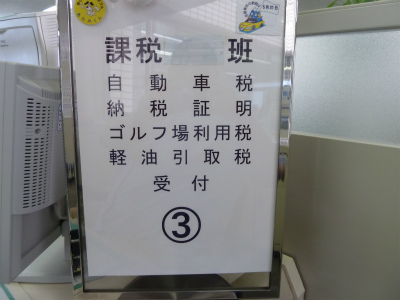 課税　班
自動車税
納税証明
ゴルフ場利用税
軽油引取税
受付
③